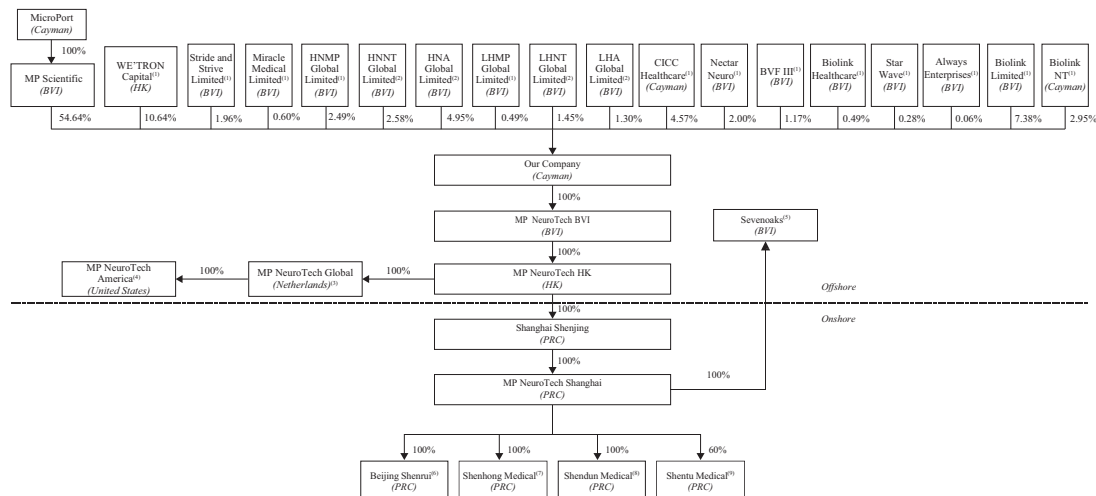 MicroPort
(Cayman)
100%
MP Scientific
(BVI)
WE'TRON
Capital(1)
(HK)
Stride and
Strive Limited(1)
(BVI)
Miracle
Medical
Limited(1)
(BVI)
HNMP
Global
Limited(1)
(BVI)
HNNT
Global
Limited(2)
(BVI)
HNA
Global
Limited(2)
(BVI)
LHMP
Global
Limited(1)
(BVI)
LHNT
Global
Limited(2)
(BVI)
LHA
Global
Limited(2)
(BVI)
CICC
Healthcare(1)
(Cayman)
Nectar
Neuro(1)
(BVI)
BVF III(1)
(BVI)
Biolink
Healthcare(1)
(BVI)
Star
Wave(1)
(BVI)
Always
Enterprises(1)
(BVI)
Biolink
Limited(1)
(BVI)
Biolink
NT(1)
(Cayman)
54.64%
10.64%
1.96%
0.60%
2.49%
2.58%
4.95%
0.49%
1.45%
1.30%
4.57%
2.00%
1.17%
0.49%
0.28%
0.06%
7.38%
2.95%
Our Company
(Cayman)
100%
MP NeuroTech BVI
(BVI)
Sevenoaks(5)
(BVI)
100%
MP NeuroTech
America(4)
(United States)
100%
MP NeuroTech Global
(Netherlands)(3)
100%
MP NeuroTech HK
(HK)
Offshore
100%
Onshore
Shanghai Shenjing
(PRC)
100%
MP NeuroTech Shanghai
(PRC)
100%
100%
100%
100%
60%
Beijing Shenrui(6)
(PRC)
Shenhong Medical(7)
(PRC)
Shendun Medical(8)
(PRC)
Shentu Medical(9)
(PRC)